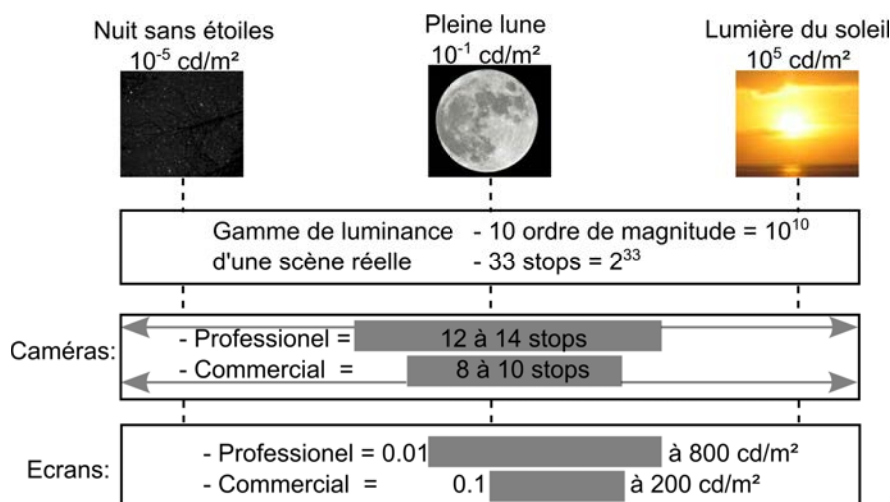 Nuit sans étoiles
10⁻⁵ cd/m²
Pleine lune
10⁻¹ cd/m²
Lumière du soleil
10⁵ cd/m²
Gamme de luminance - 10 ordre de magnitude = 10¹⁰
d'une scène réelle - 33 stops = 2³³
Caméras:
- Professionel = 12 à 14 stops
- Commercial = 8 à 10 stops
Ecrans:
- Professionel = 0.01 à 800 cd/m²
- Commercial = 0.1 à 200 cd/m²